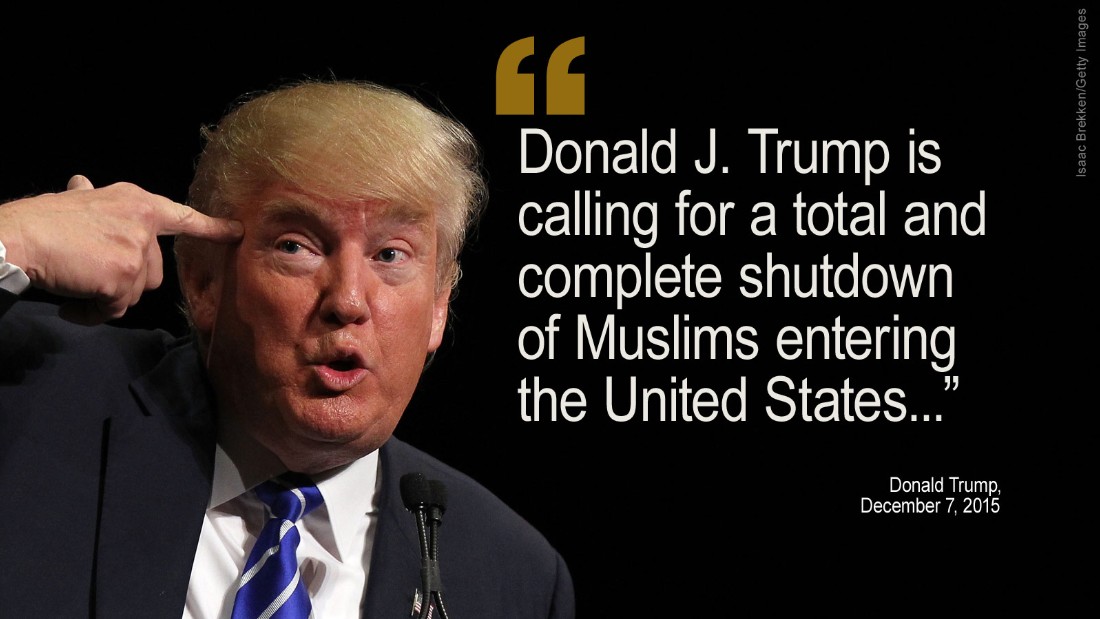 “
Donald J. Trump is
calling for a total and
complete shutdown
of Muslims entering
the United States...”
Donald Trump,
December 7, 2015
Isaac Brekken/Getty Images